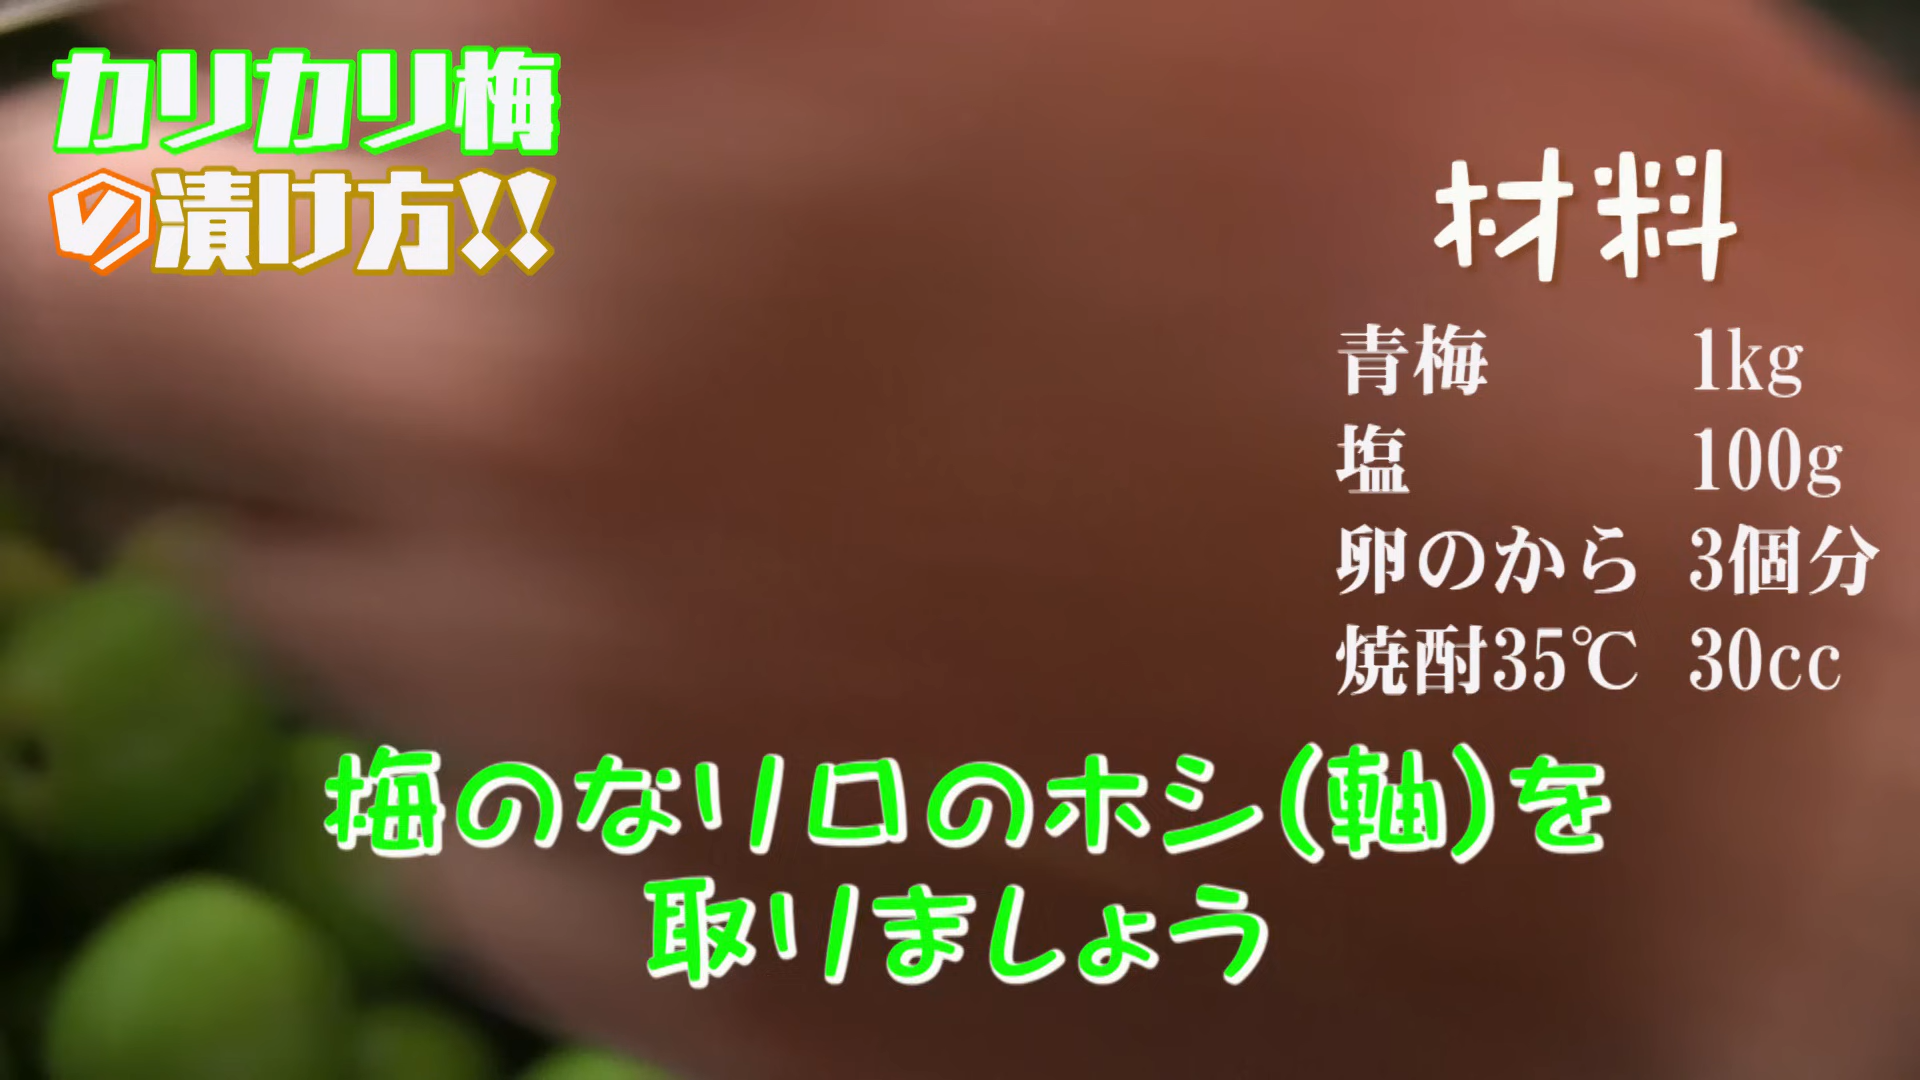 カリカリ梅
の漬け方!!
材料
青梅 1kg
塩 100g
卵のから 3個分
焼酎35℃ 30cc
梅のなり口のホシ(軸)を
取りましょう